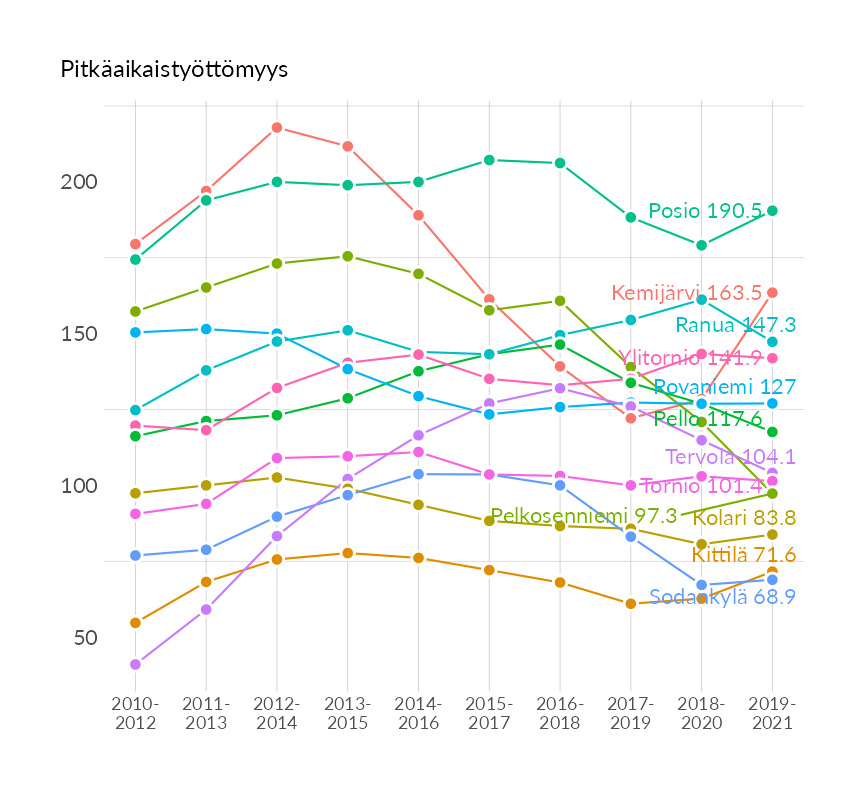 Pitkäaikaistyöttömyys
200
150
100
50
Posio 190.5
Kemijärvi 163.5
Ranua 147.3
Ylitornio 141.9
Rovaniemi 127
Pello 117.6
Tervola 104.1
Tornio 101.4
Pelkosenniemi 97.3
Kolari 83.8
Kittilä 71.6
Sodankylä 68.9
2010- 2011- 2012- 2013- 2014- 2015- 2016- 2017- 2018- 2019-
2012 2013 2014 2015 2016 2017 2018 2019 2020 2021